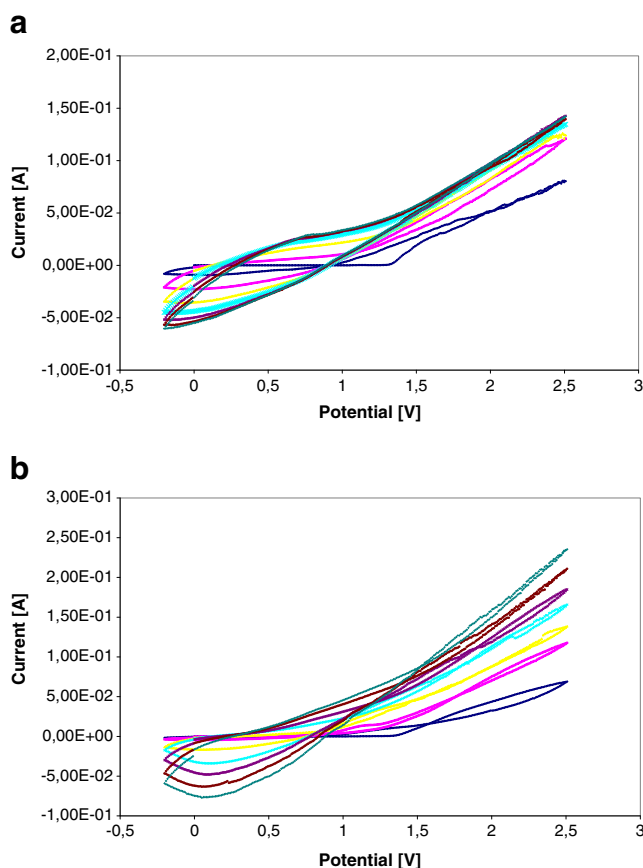 a
2,00E-01
1,50E-01
1,00E-01
5,00E-02
0,00E+00
-5,00E-02
-1,00E-01
Current [A]
-0,5 0 0,5 1 1,5 2 2,5 3
Potential [V]
b
3,00E-01
2,50E-01
2,00E-01
1,50E-01
1,00E-01
5,00E-02
0,00E+00
-5,00E-02
-1,00E-01
Current [A]
-0,5 0 0,5 1 1,5 2 2,5 3
Potential [V]